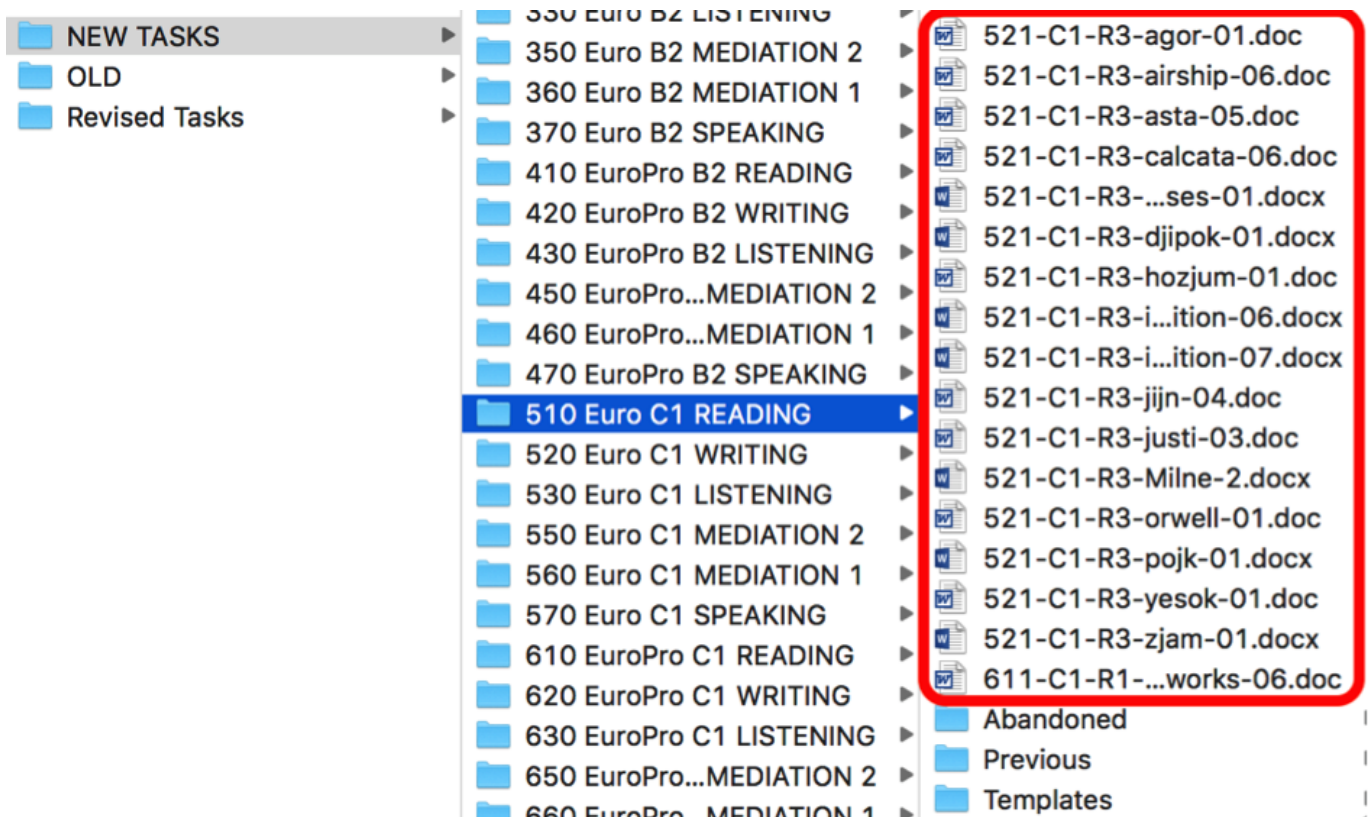 NEW TASKS
OLD
Revised Tasks
330 Euro B2 LISTENING
350 Euro B2 MEDIATION 2
360 Euro B2 MEDIATION 1
370 Euro B2 SPEAKING
410 EuroPro B2 READING
420 EuroPro B2 WRITING
430 EuroPro B2 LISTENING
450 EuroPro...MEDIATION 2
460 EuroPro...MEDIATION 1
470 EuroPro B2 SPEAKING
510 Euro C1 READING
520 Euro C1 WRITING
530 Euro C1 LISTENING
550 Euro C1 MEDIATION 2
560 Euro C1 MEDIATION 1
570 Euro C1 SPEAKING
610 EuroPro C1 READING
620 EuroPro C1 WRITING
630 EuroPro C1 LISTENING
650 EuroPro...MEDIATION 2
660 EuroPro...MEDIATION 1
521-C1-R3-agor-01.doc
521-C1-R3-airship-06.doc
521-C1-R3-asta-05.doc
521-C1-R3-calcata-06.doc
521-C1-R3-...ses-01.docx
521-C1-R3-djipok-01.docx
521-C1-R3-hozjum-01.doc
521-C1-R3-i...ition-06.docx
521-C1-R3-i...ition-07.docx
521-C1-R3-jijn-04.doc
521-C1-R3-justi-03.doc
521-C1-R3-Milne-2.docx
521-C1-R3-orwell-01.doc
521-C1-R3-pojk-01.docx
521-C1-R3-yesok-01.doc
521-C1-R3-zjam-01.docx
611-C1-R1-...works-06.doc
Abandoned
Previous
Templates